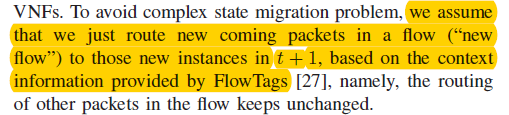 VNFs. To avoid complex state migration problem, we assume
that we just route new coming packets in a flow (“new
flow”) to those new instances in t + 1, based on the context
information provided by FlowTags [27], namely, the routing
of other packets in the flow keeps unchanged.